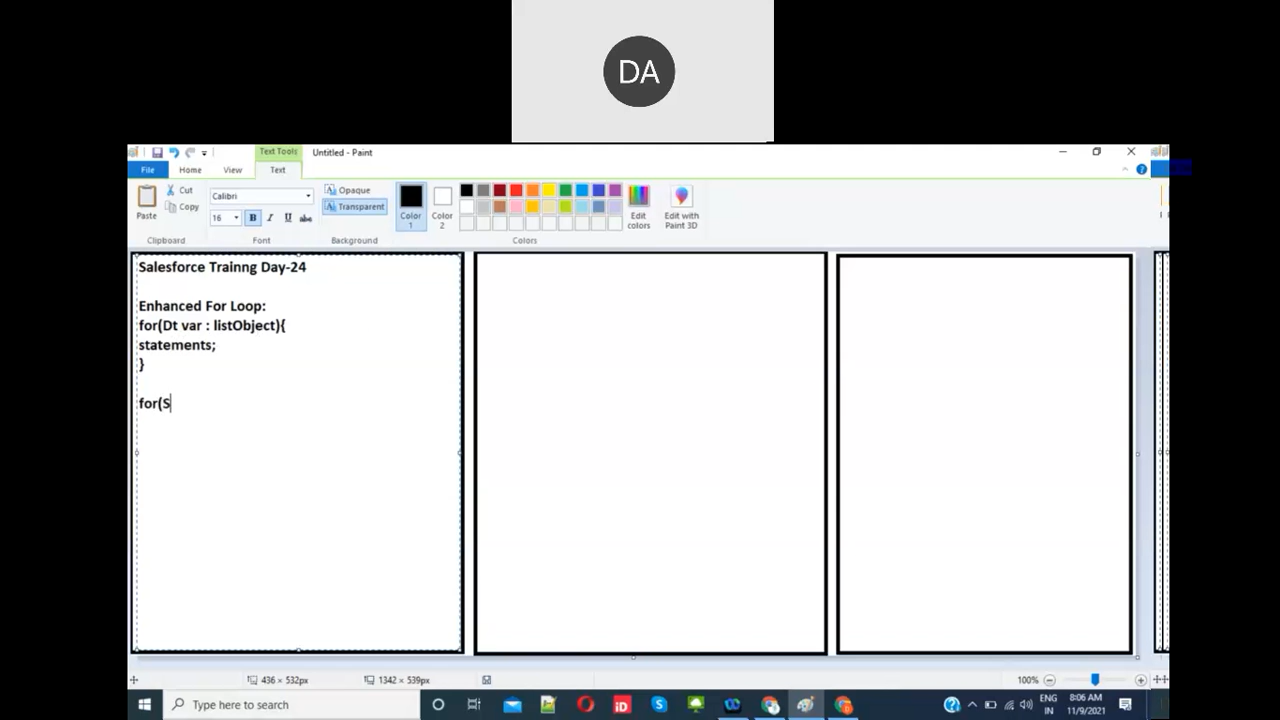 DA
Text Tools
Untitled - Paint
File Home View Text
Cut
Copy
Paste
Calibri
16 B I U abc
Opaque
Transparent
Color 1
Color 2
Edit colors
Edit with Paint 3D
Clipboard Font Background Colors
Salesforce Trainng Day-24
Enhanced For Loop:
for(Dt var : listObject){
statements;
}
for(S
436 × 532px 1342 × 539px 100%
Type here to search
ENG
IN
8:06 AM
11/9/2021